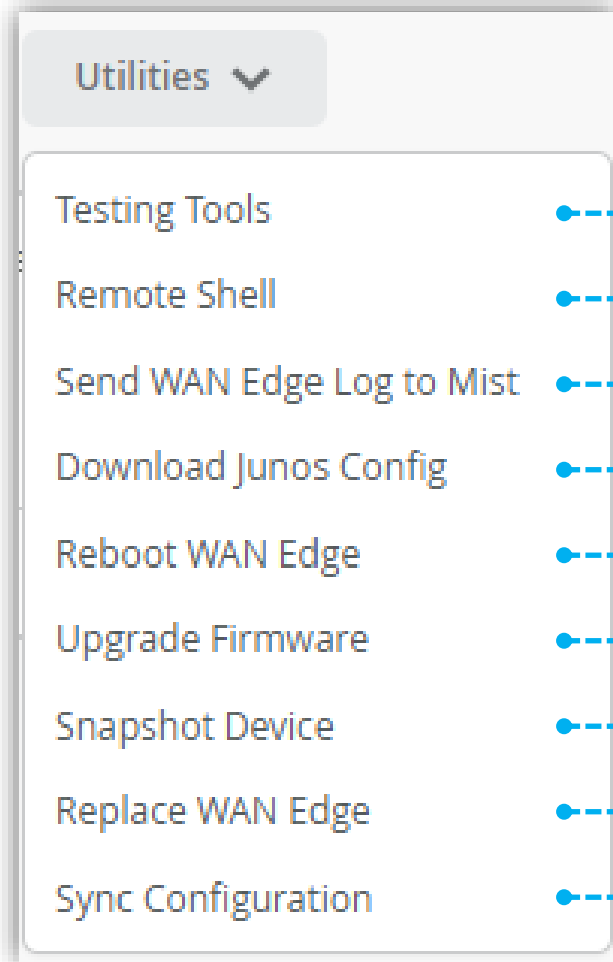 Utilities
Testing Tools
Remote Shell
Send WAN Edge Log to Mist
Download Junos Config
Reboot WAN Edge
Upgrade Firmware
Snapshot Device
Replace WAN Edge
Sync Configuration